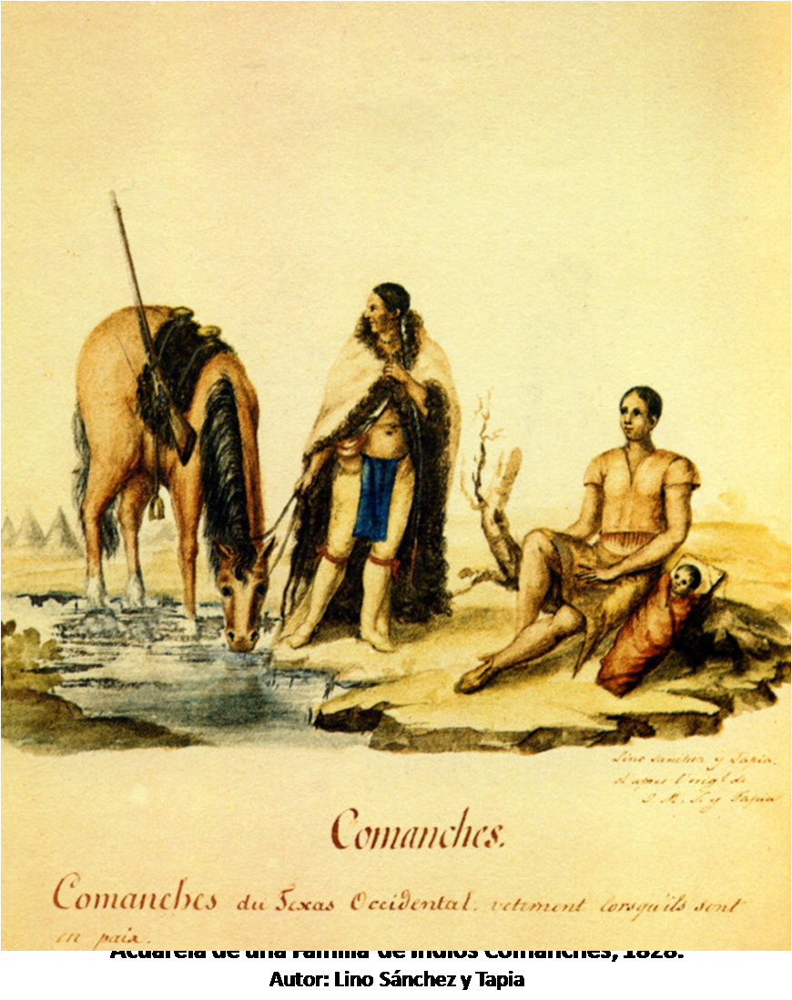 Lino Sanchez y Tapia.
d'apres l'origl. de
J. M. S. y Tapia
Comanches.
Comanches du Texas Occidental. vetement lorsqu'ils sont
en paix.
Acuarela de una Familia de Indios Comanches, 1828.
Autor: Lino Sánchez y Tapia